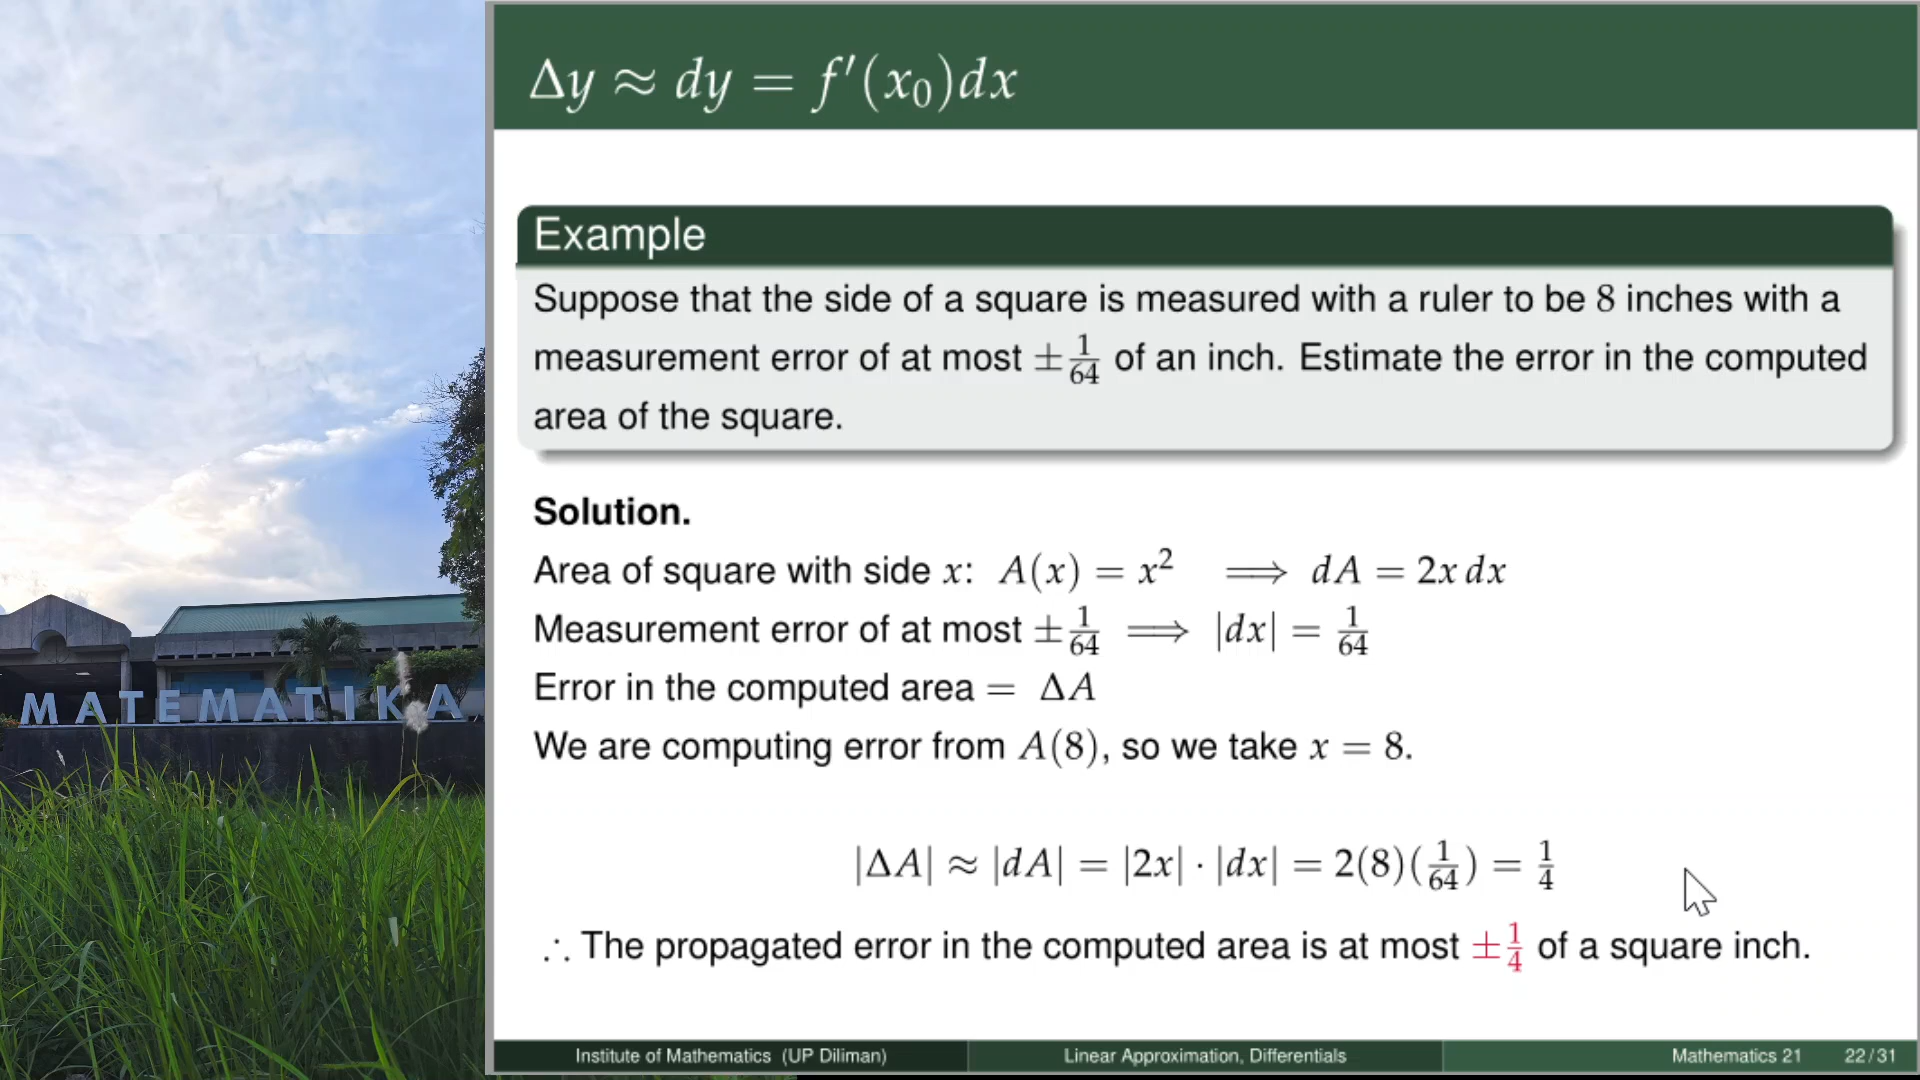 Δy ≈ dy = f′(x₀)dx
Example
Suppose that the side of a square is measured with a ruler to be 8 inches with a
measurement error of at most ±1/64 of an inch. Estimate the error in the computed
area of the square.
Solution.
Area of square with side x: A(x) = x² ⟹ dA = 2x dx
Measurement error of at most ±1/64 ⟹ |dx| = 1/64
Error in the computed area = ΔA
We are computing error from A(8), so we take x = 8.
|ΔA| ≈ |dA| = |2x| · |dx| = 2(8)(1/64) = 1/4
∴ The propagated error in the computed area is at most ±1/4 of a square inch.
Institute of Mathematics (UP Diliman) Linear Approximation, Differentials Mathematics 21 22/31
MATEMATIKA